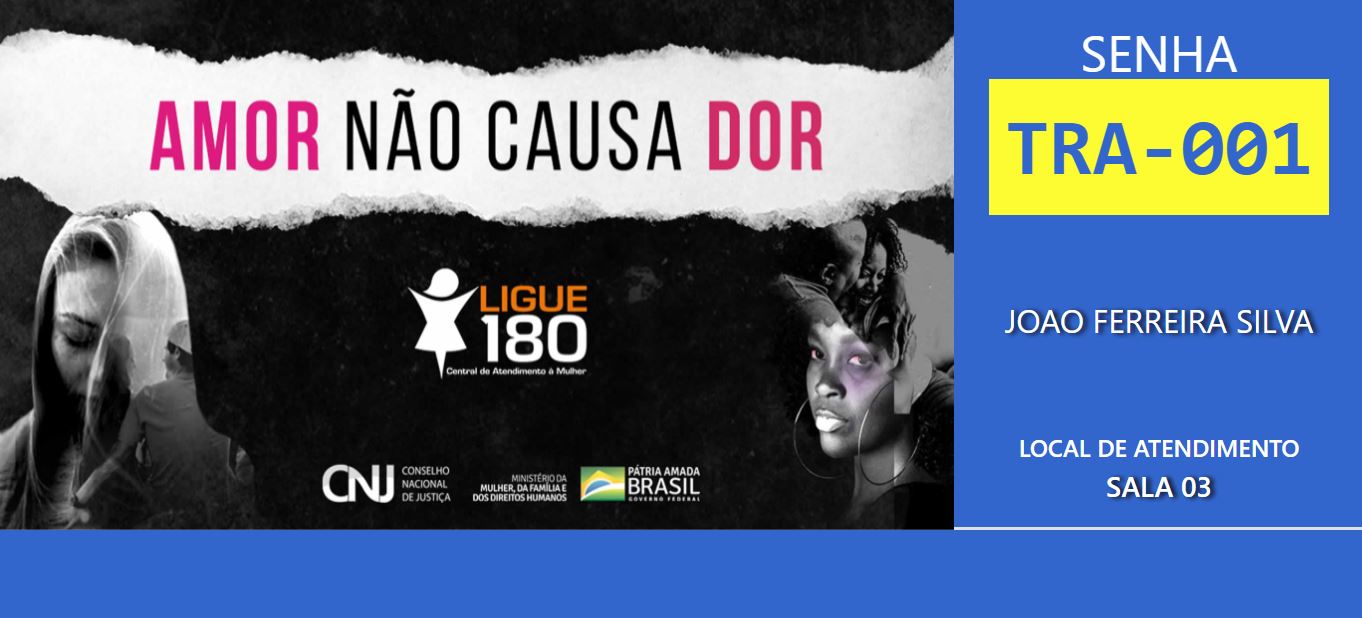 AMOR NÃO CAUSA DOR
LIGUE
180
Central de Atendimento à Mulher
CNJ
CONSELHO
NACIONAL
DE JUSTIÇA
MINISTÉRIO DA
MULHER, DA FAMÍLIA E
DOS DIREITOS HUMANOS
PÁTRIA AMADA
BRASIL
GOVERNO FEDERAL
SENHA
TRA-001
JOAO FERREIRA SILVA
LOCAL DE ATENDIMENTO
SALA 03